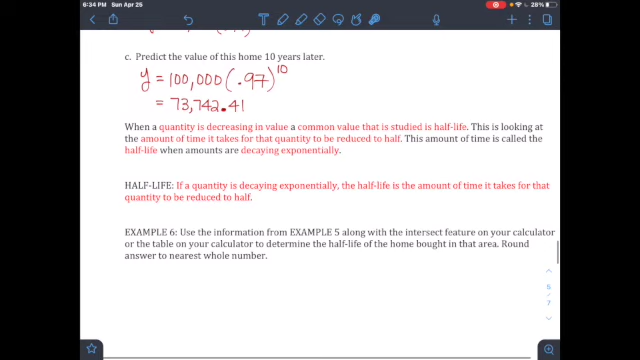 6:34 PM Sun Apr 25
28%
c. Predict the value of this home 10 years later.
y = 100,000 (.97)^10
= 73,742.41
When a quantity is decreasing in value a common value that is studied is half-life. This is looking at
the amount of time it takes for that quantity to be reduced to half. This amount of time is called the
half-life when amounts are decaying exponentially.
HALF-LIFE: If a quantity is decaying exponentially, the half-life is the amount of time it takes for that
quantity to be reduced to half.
EXAMPLE 6: Use the information from EXAMPLE 5 along with the intersect feature on your calculator
or the table on your calculator to determine the half-life of the home bought in that area. Round
answer to nearest whole number.
5
/
7